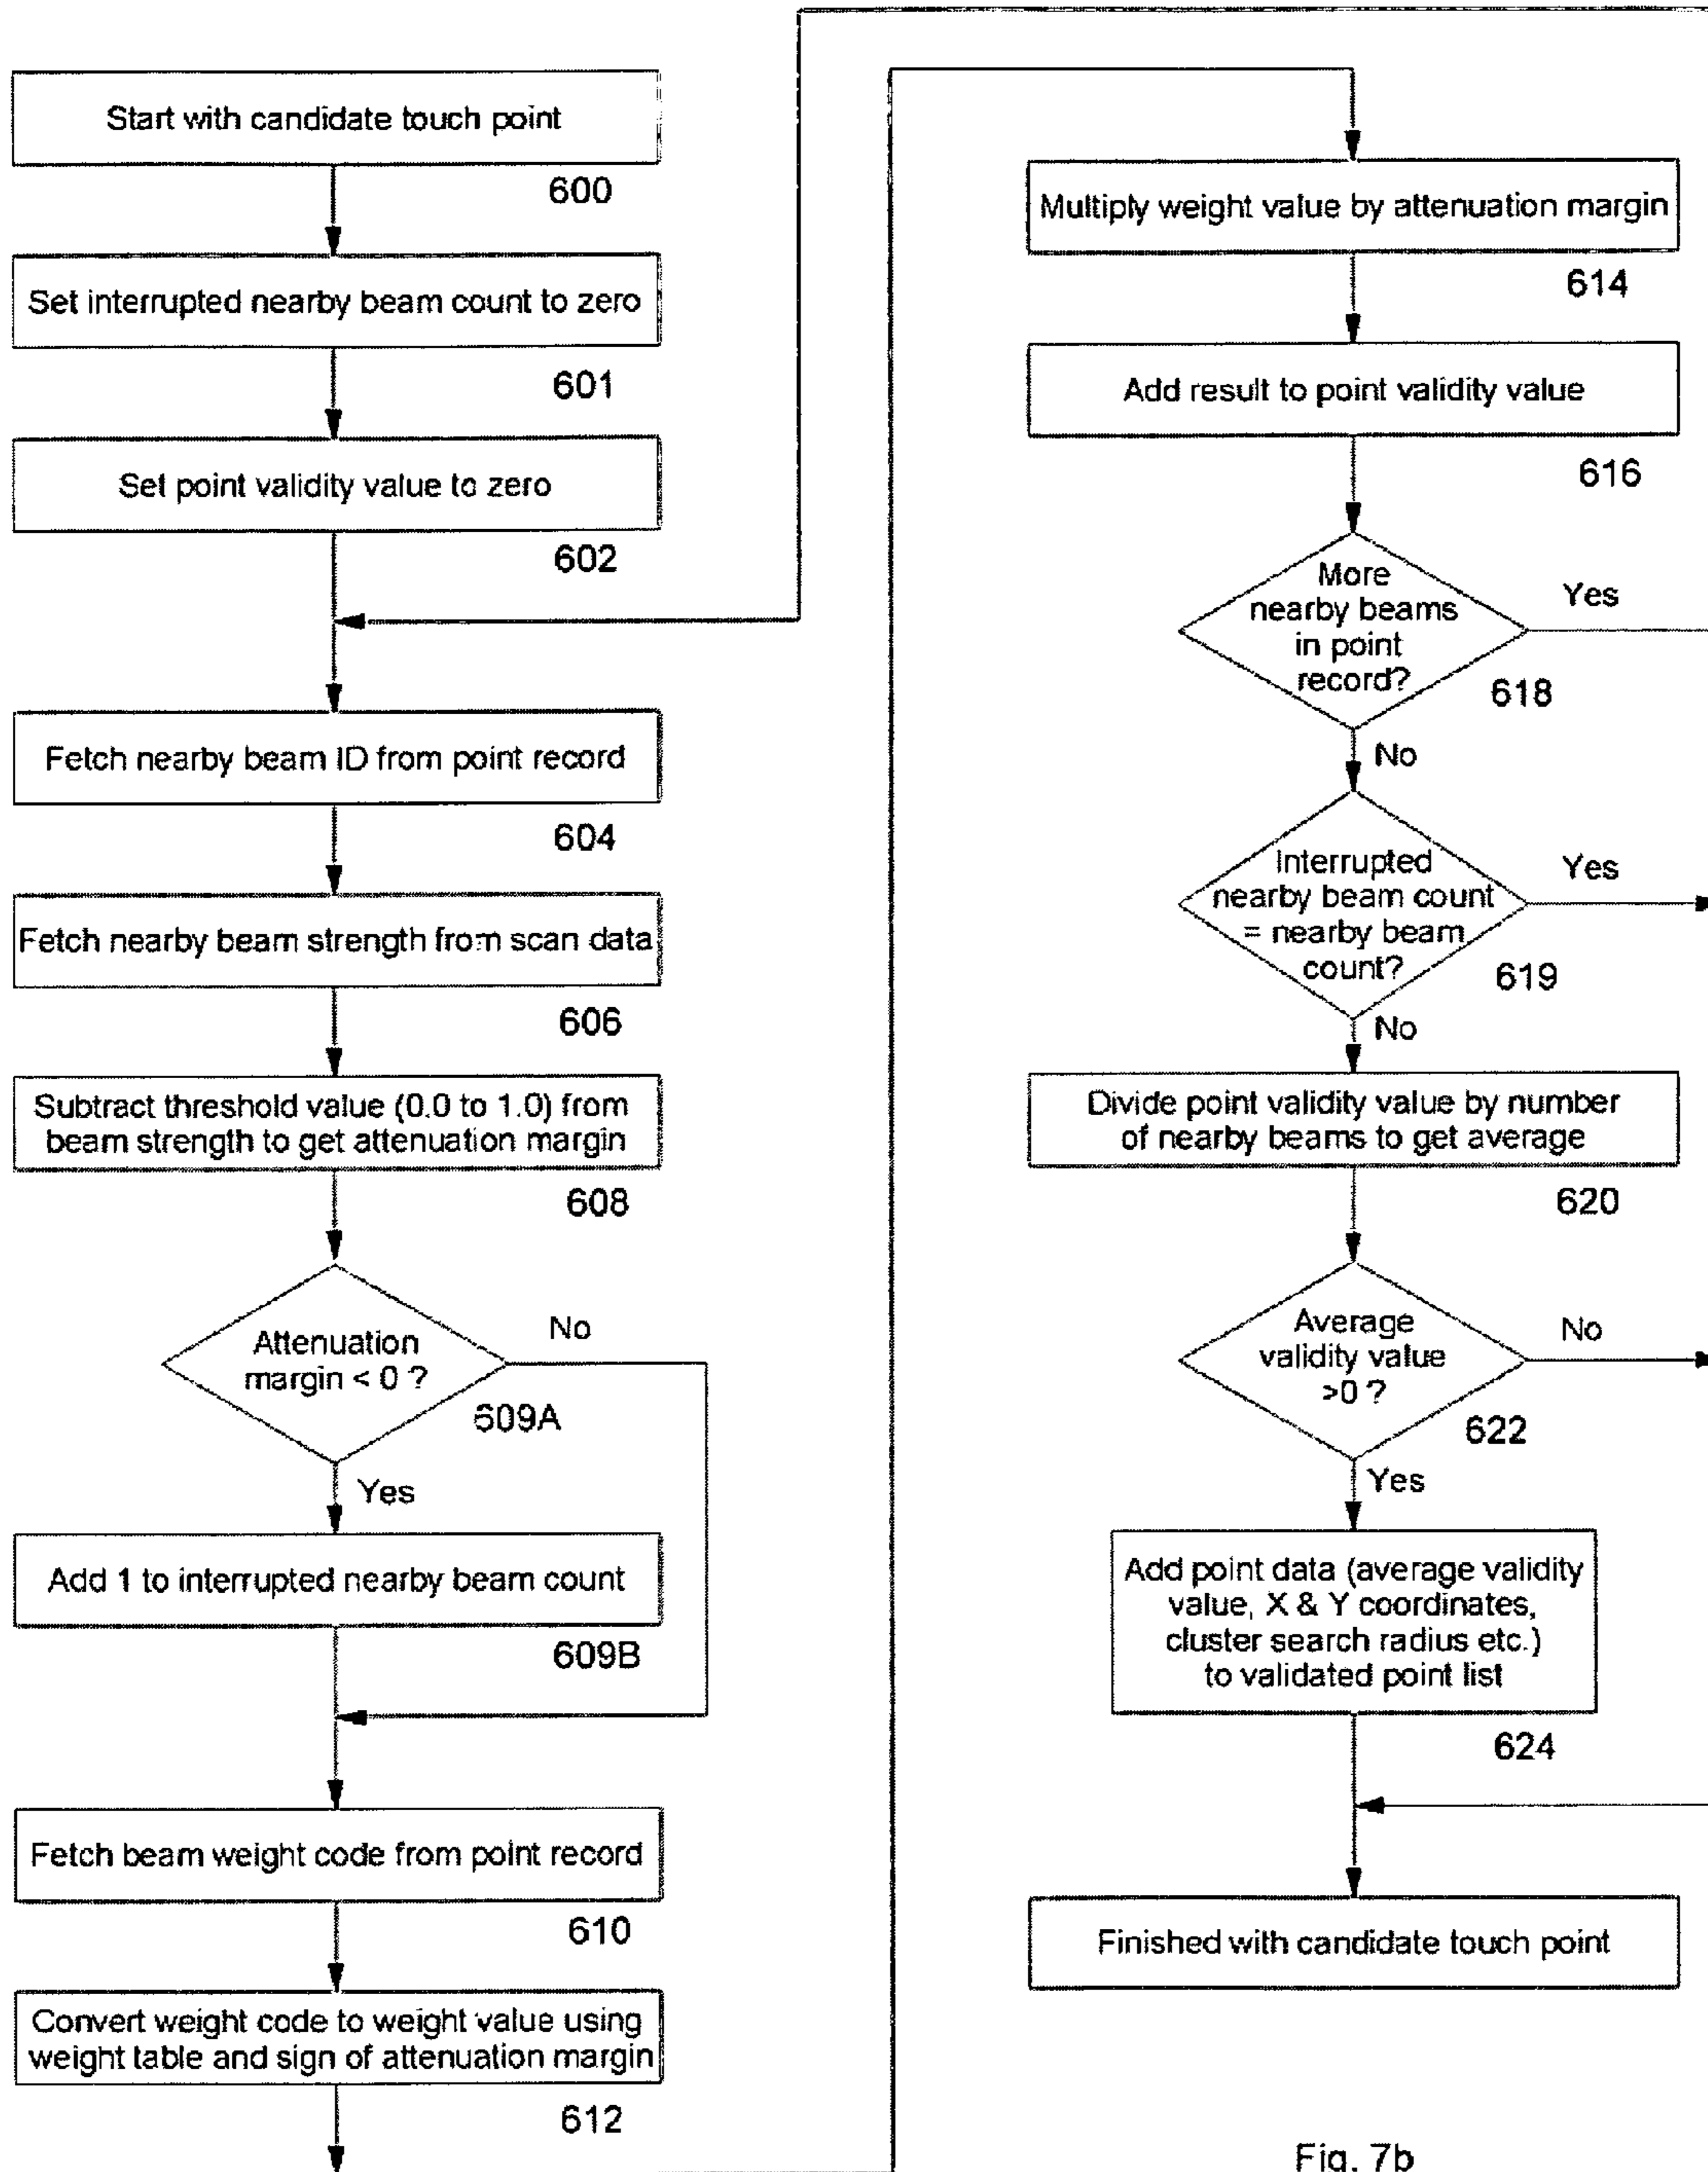 Start with candidate touch point
600
Set interrupted nearby beam count to zero
601
Set point validity value to zero
602
Fetch nearby beam ID from point record
604
Fetch nearby beam strength from scan data
606
Subtract threshold value (0.0 to 1.0) from
beam strength to get attenuation margin
608
Attenuation
margin < 0 ?
No
609A
Yes
Add 1 to interrupted nearby beam count
609B
Fetch beam weight code from point record
610
Convert weight code to weight value using
weight table and sign of attenuation margin
612
Multiply weight value by attenuation margin
614
Add result to point validity value
616
More
nearby beams
in point
record?
Yes
618
No
Interrupted
nearby beam count
= nearby beam
count?
Yes
619
No
Divide point validity value by number
of nearby beams to get average
620
Average
validity value
>0 ?
No
622
Yes
Add point data (average validity
value, X & Y coordinates,
cluster search radius etc.)
to validated point list
624
Finished with candidate touch point
Fig. 7b